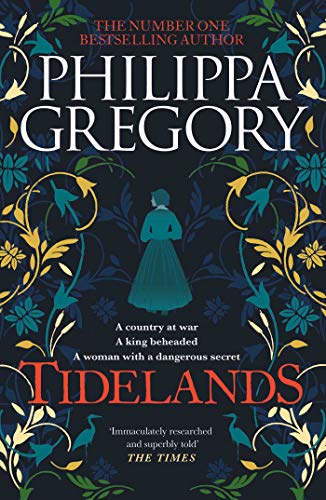 THE NUMBER ONE
BESTSELLING AUTHOR
PHILIPPA
GREGORY
A country at war
A king beheaded
A woman with a dangerous secret
TIDELANDS
‘Immaculately researched
and superbly told’
THE TIMES